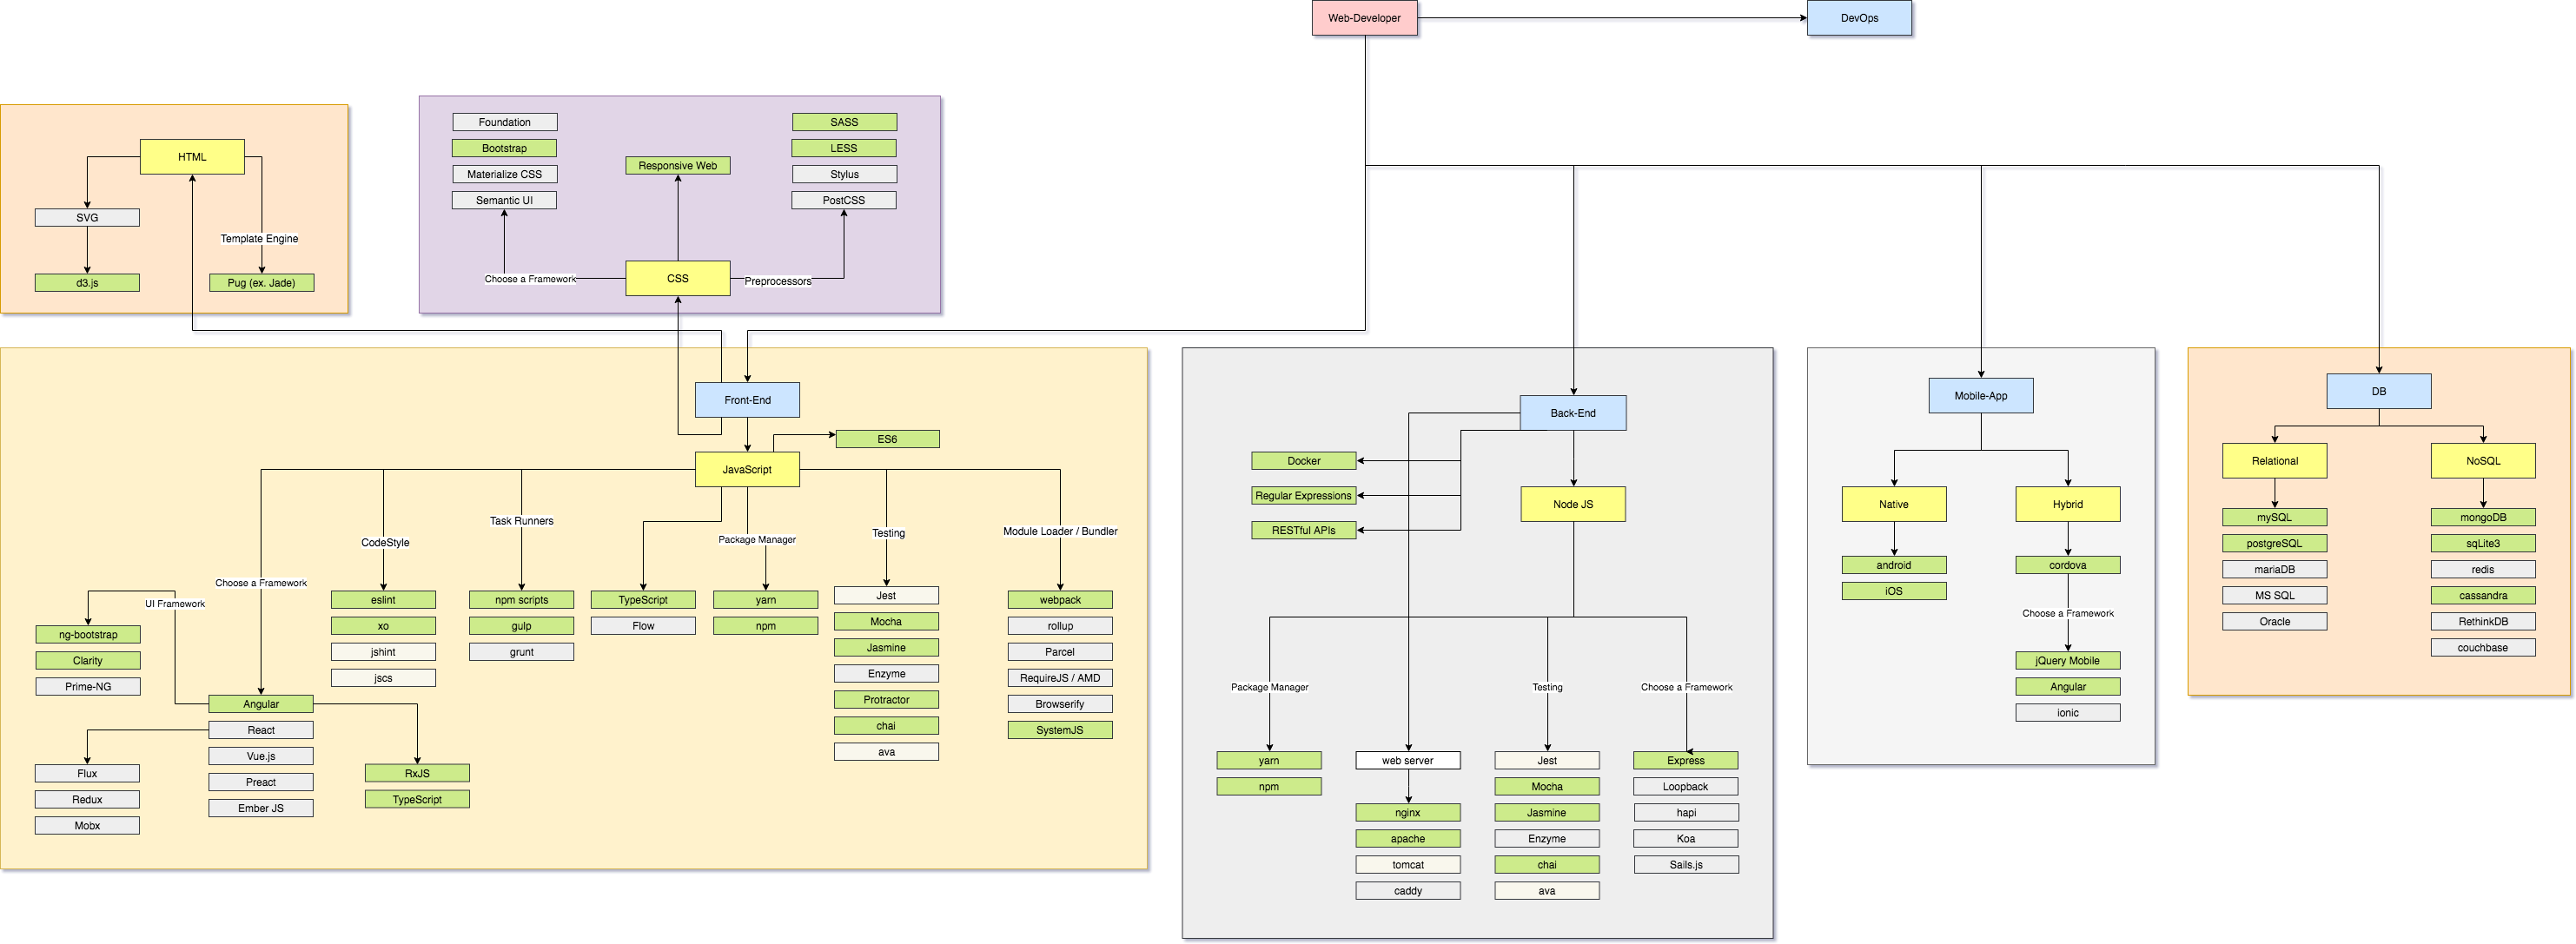 Web-Developer
DevOps
HTML
SVG
Template Engine
d3.js
Pug (ex. Jade)
Foundation
Bootstrap
Materialize CSS
Semantic UI
Responsive Web
SASS
LESS
Stylus
PostCSS
Choose a Framework
CSS
Preprocessors
Front-End
ES6
JavaScript
CodeStyle
Task Runners
Package Manager
Testing
Module Loader / Bundler
Choose a Framework
UI Framework
ng-bootstrap
Clarity
Prime-NG
Angular
React
Vue.js
Preact
Ember JS
Flux
Redux
Mobx
RxJS
TypeScript
eslint
xo
jshint
jscs
npm scripts
gulp
grunt
TypeScript
Flow
yarn
npm
Jest
Mocha
Jasmine
Enzyme
Protractor
chai
ava
webpack
rollup
Parcel
RequireJS / AMD
Browserify
SystemJS
Back-End
Docker
Regular Expressions
RESTful APIs
Node JS
Package Manager
Testing
Choose a Framework
yarn
npm
web server
nginx
apache
tomcat
caddy
Jest
Mocha
Jasmine
Enzyme
chai
ava
Express
Loopback
hapi
Koa
Sails.js
Mobile-App
Native
android
iOS
Hybrid
cordova
Choose a Framework
jQuery Mobile
Angular
ionic
DB
Relational
mySQL
postgreSQL
mariaDB
MS SQL
Oracle
NoSQL
mongoDB
sqLite3
redis
cassandra
RethinkDB
couchbase